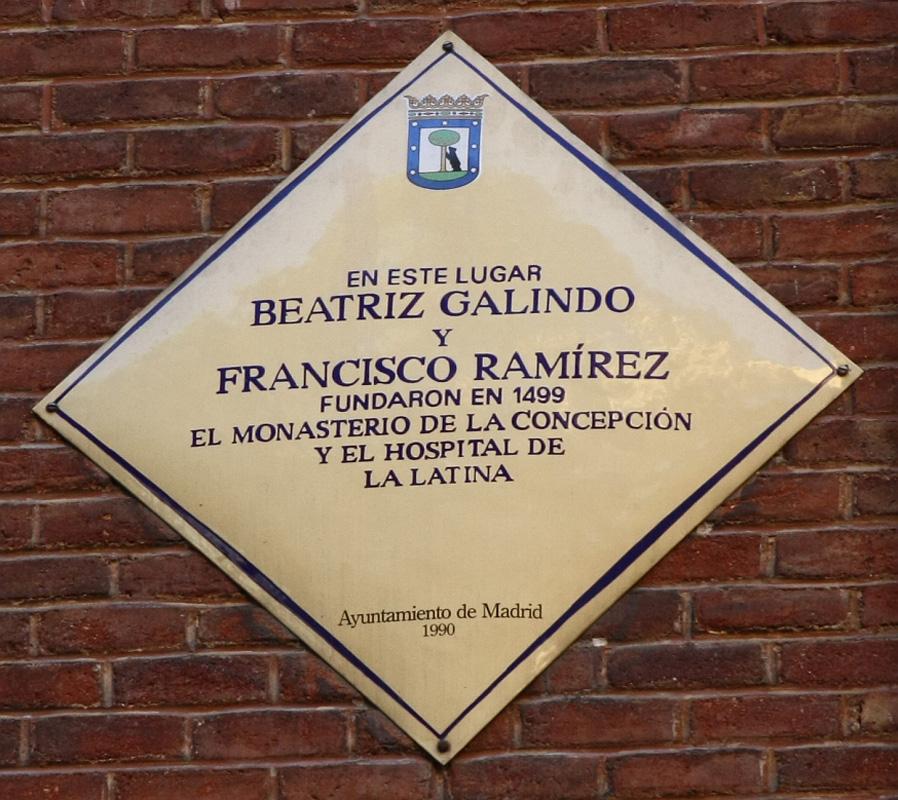 EN ESTE LUGAR
BEATRIZ GALINDO
Y
FRANCISCO RAMÍREZ
FUNDARON EN 1499
EL MONASTERIO DE LA CONCEPCIÓN
Y EL HOSPITAL DE
LA LATINA
Ayuntamiento de Madrid
1990